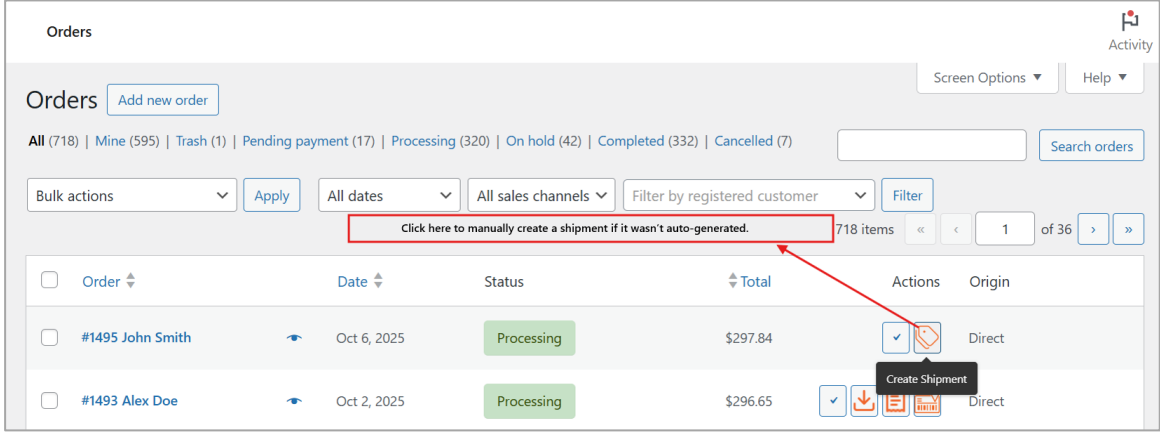 Orders
Activity
Screen Options ▼ Help ▼
Orders Add new order
All (718) | Mine (595) | Trash (1) | Pending payment (17) | Processing (320) | On hold (42) | Completed (332) | Cancelled (7)
Search orders
Bulk actions Apply All dates All sales channels Filter by registered customer Filter
Click here to manually create a shipment if it wasn't auto-generated.
718 items « ‹ 1 of 36 › »
Order Date Status Total Actions Origin
#1495 John Smith Oct 6, 2025 Processing $297.84 Direct
Create Shipment
#1493 Alex Doe Oct 2, 2025 Processing $296.65 Direct